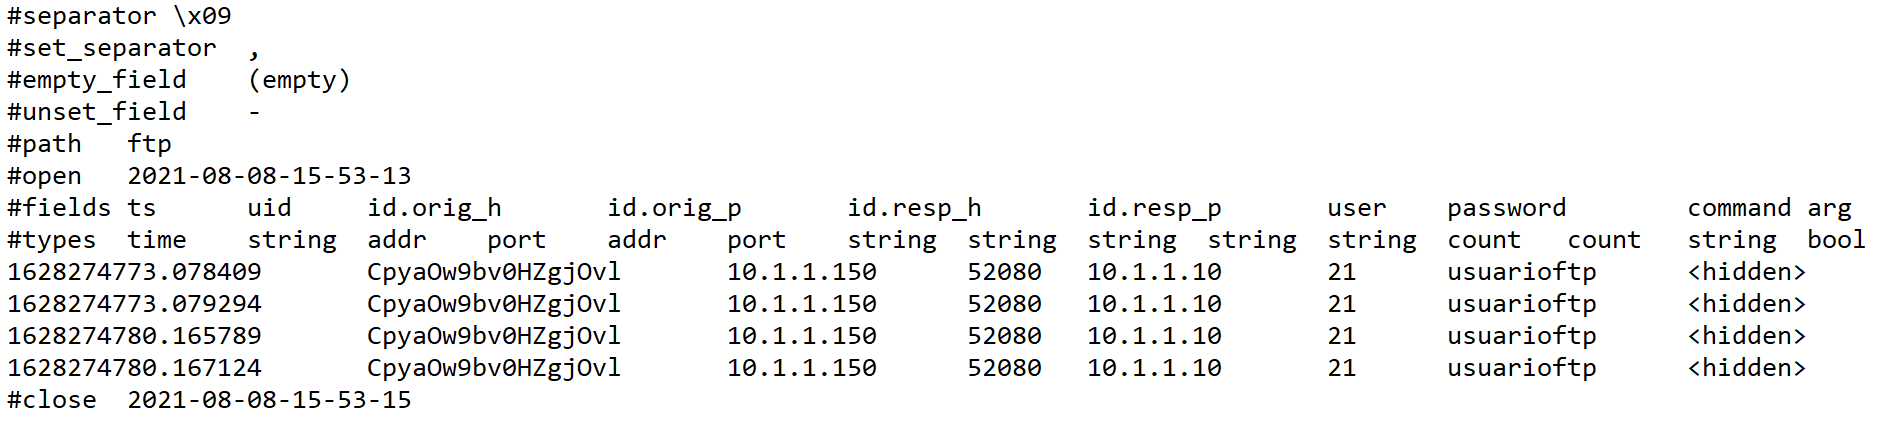 #separator \x09
#set_separator	,
#empty_field	(empty)
#unset_field	-
#path	ftp
#open	2021-08-08-15-53-13
#fields	ts	uid	id.orig_h	id.orig_p	id.resp_h	id.resp_p	user	password	command	arg
#types	time	string	addr	port	addr	port	string	string	string	string	string	count	count	string	bool
1628274773.078409	CpyaOw9bv0HZgjOvl	10.1.1.150	52080	10.1.1.10	21	usuarioftp	<hidden>
1628274773.079294	CpyaOw9bv0HZgjOvl	10.1.1.150	52080	10.1.1.10	21	usuarioftp	<hidden>
1628274780.165789	CpyaOw9bv0HZgjOvl	10.1.1.150	52080	10.1.1.10	21	usuarioftp	<hidden>
1628274780.167124	CpyaOw9bv0HZgjOvl	10.1.1.150	52080	10.1.1.10	21	usuarioftp	<hidden>
#close	2021-08-08-15-53-15